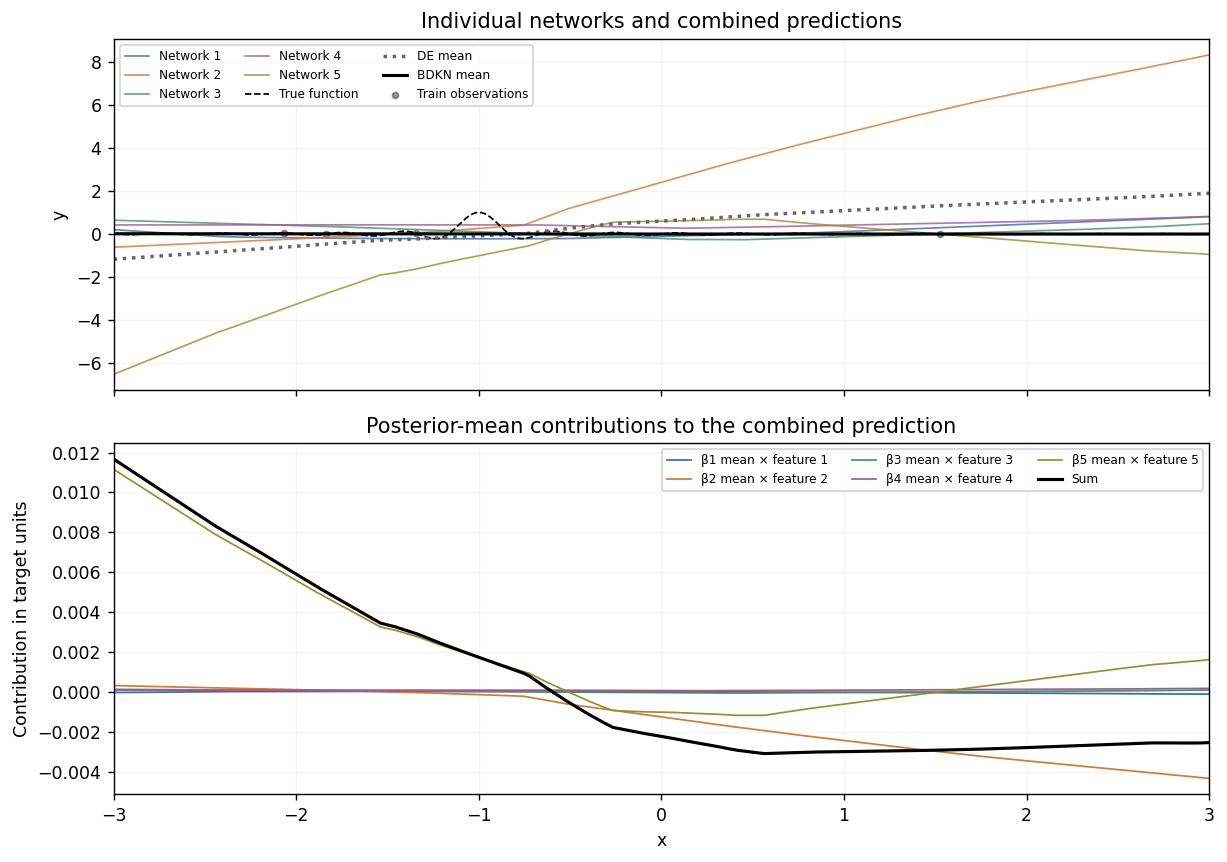 Individual networks and combined predictions
Network 1
Network 2
Network 3
Network 4
Network 5
True function
DE mean
BDKN mean
Train observations
y
8
6
4
2
0
−2
−4
−6
Posterior-mean contributions to the combined prediction
β1 mean × feature 1
β2 mean × feature 2
β3 mean × feature 3
β4 mean × feature 4
β5 mean × feature 5
Sum
Contribution in target units
0.012
0.010
0.008
0.006
0.004
0.002
0.000
−0.002
−0.004
−3
−2
−1
0
1
2
3
x